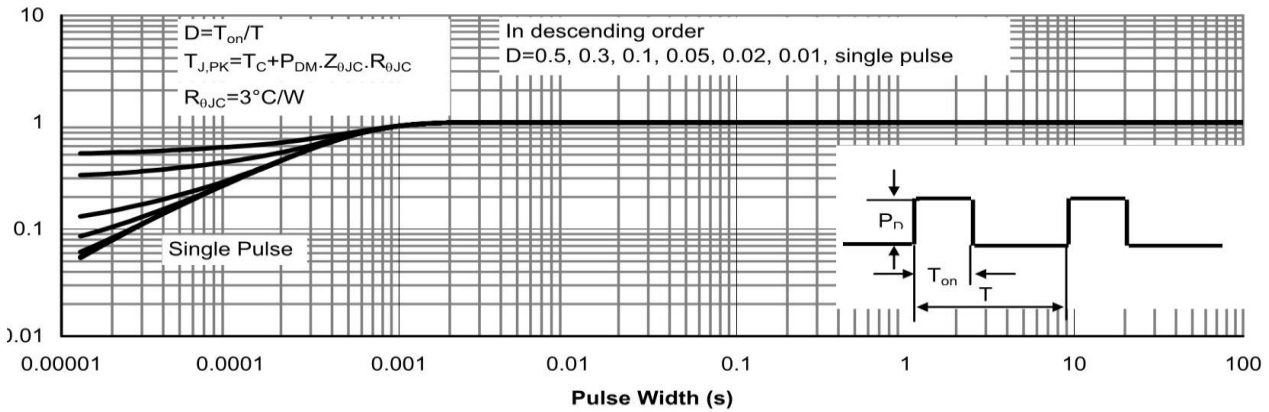 10
1
0.1
0.01
D=Tₒₙ/T
T_J,PK=T_C+P_DM.Z_θJC.R_θJC
R_θJC=3°C/W
In descending order
D=0.5, 0.3, 0.1, 0.05, 0.02, 0.01, single pulse
Single Pulse
P_D
T_on
T
0.00001 0.0001 0.001 0.01 0.1 1 10 100
Pulse Width (s)